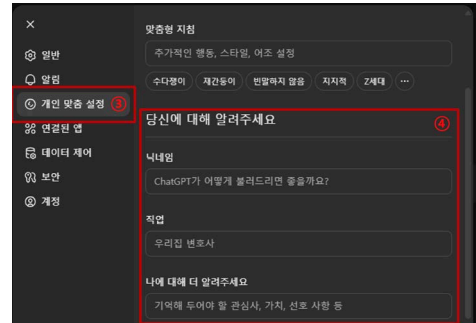 ×
일반
알림
개인 맞춤 설정 ③
연결된 앱
데이터 제어
보안
계정
맞춤형 지침
추가적인 행동, 스타일, 어조 설정
수다쟁이 재간둥이 빈말하지 않음 지지적 Z세대 ···
당신에 대해 알려주세요 ④
닉네임
ChatGPT가 어떻게 불러드리면 좋을까요?
직업
우리집 변호사
나에 대해 더 알려주세요
기억해 두어야 할 관심사, 가치, 선호 사항 등